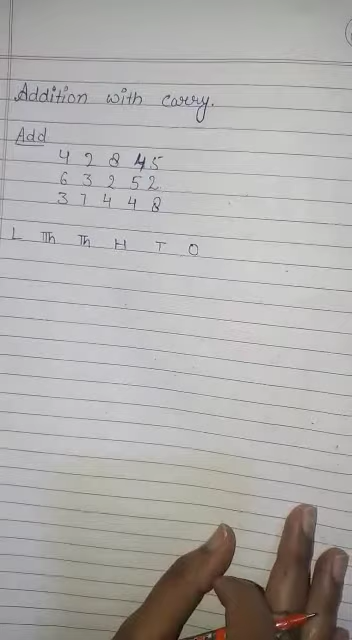 Addition with carry.
Add
4 2 8 4 5
6 3 2 5 2
3 7 4 4 8
L Tth Th H T O